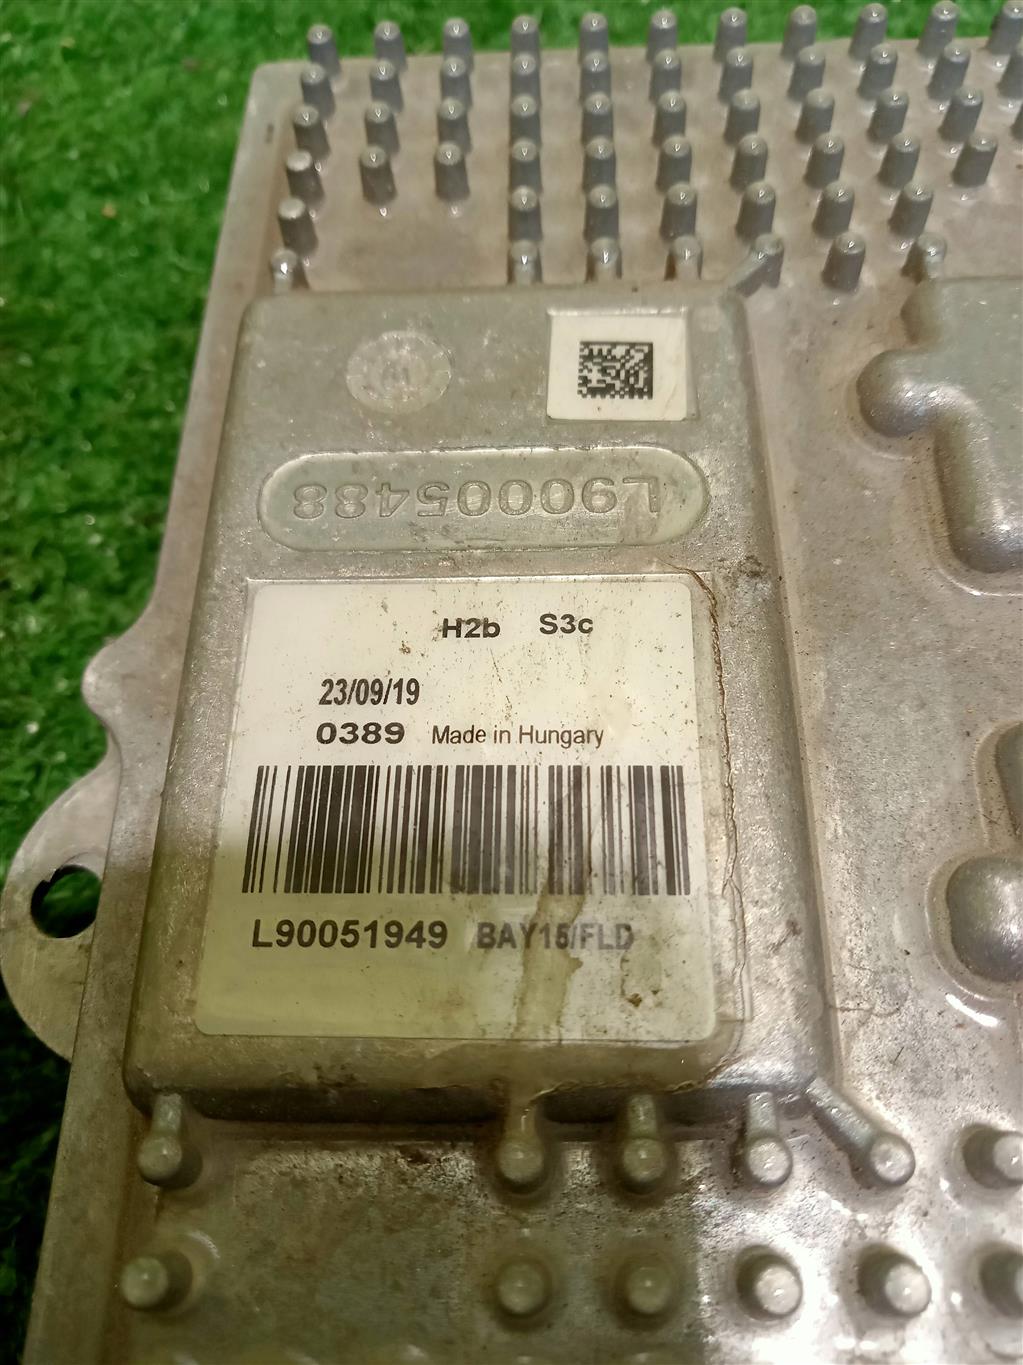 L90005488
H2b S3c
23/09/19
0389 Made in Hungary
L90051949 BAY15/FLD